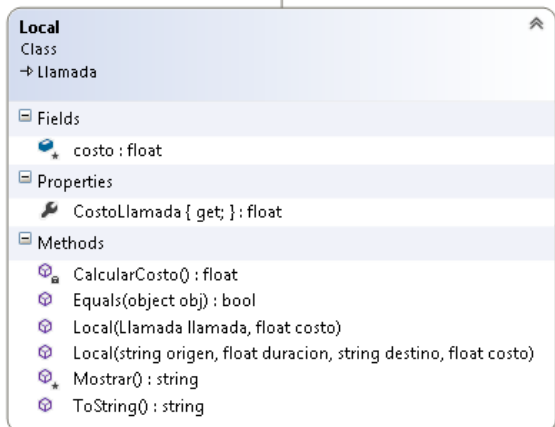 Local
Class
→ Llamada
Fields
costo : float
Properties
CostoLlamada { get; } : float
Methods
CalcularCosto() : float
Equals(object obj) : bool
Local(Llamada llamada, float costo)
Local(string origen, float duracion, string destino, float costo)
Mostrar() : string
ToString() : string